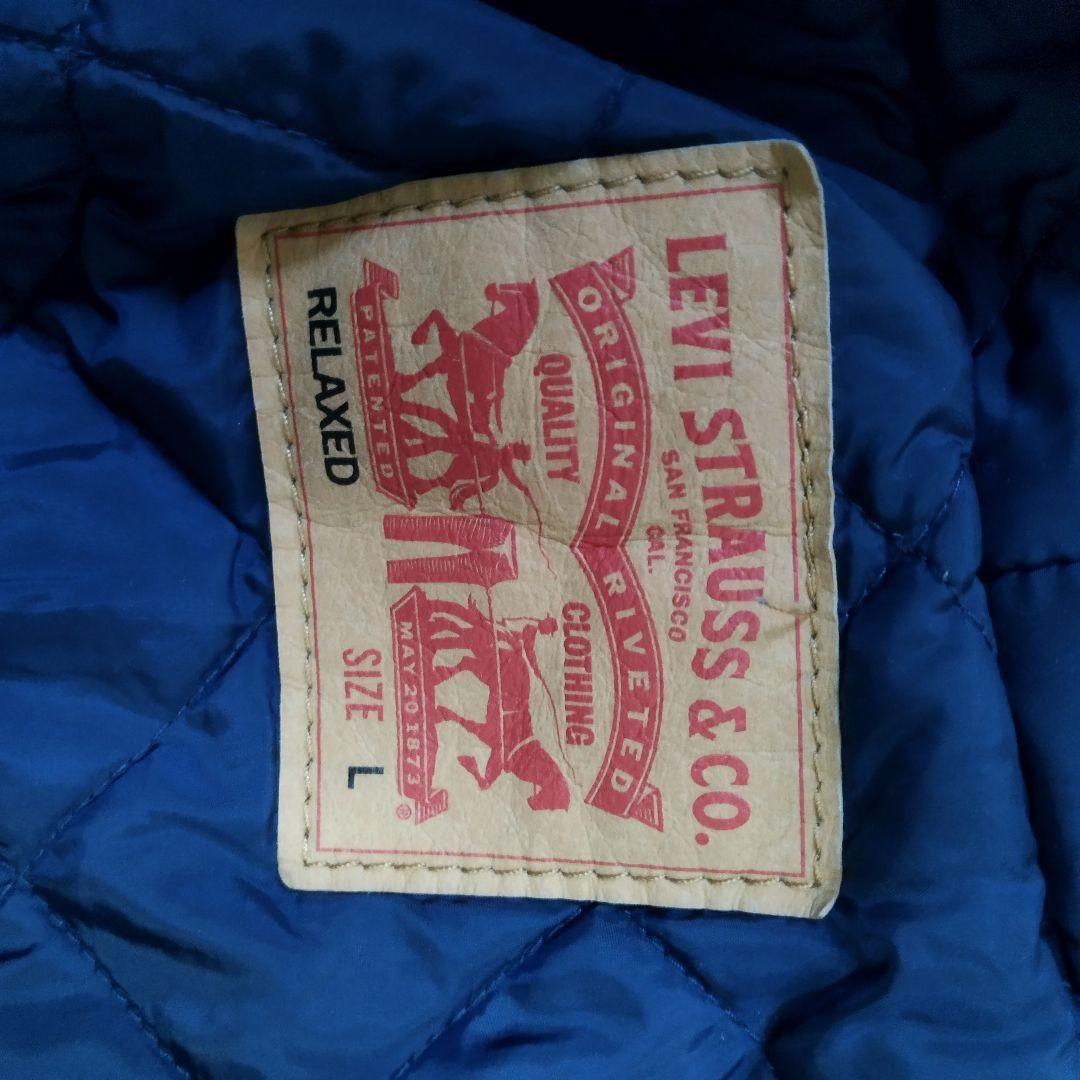 LEVI STRAUSS & CO.
SAN FRANCISCO
CAL.
ORIGINAL RIVETED
QUALITY CLOTHING
PATENTED MAY 20 1873 ®
RELAXED SIZE L